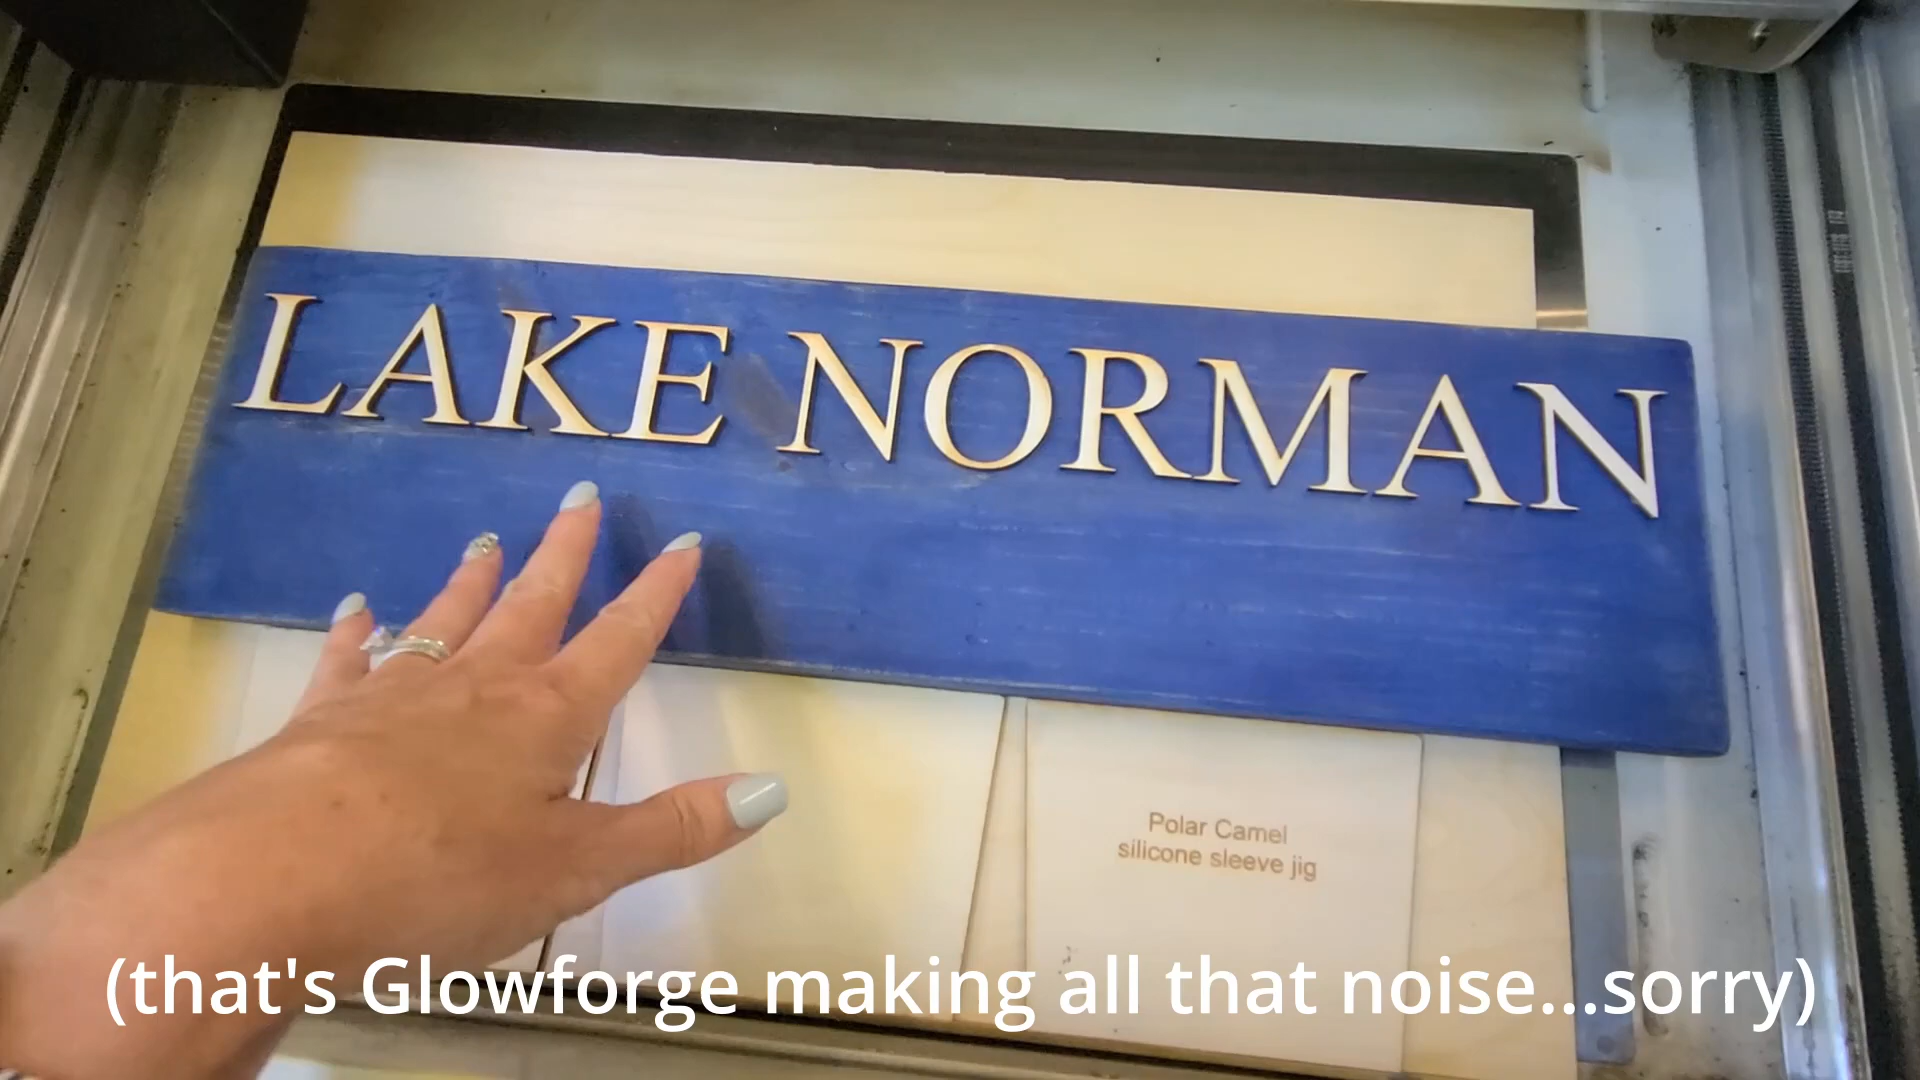 LAKE NORMAN
Polar Camel
silicone sleeve jig
(that's Glowforge making all that noise...sorry)